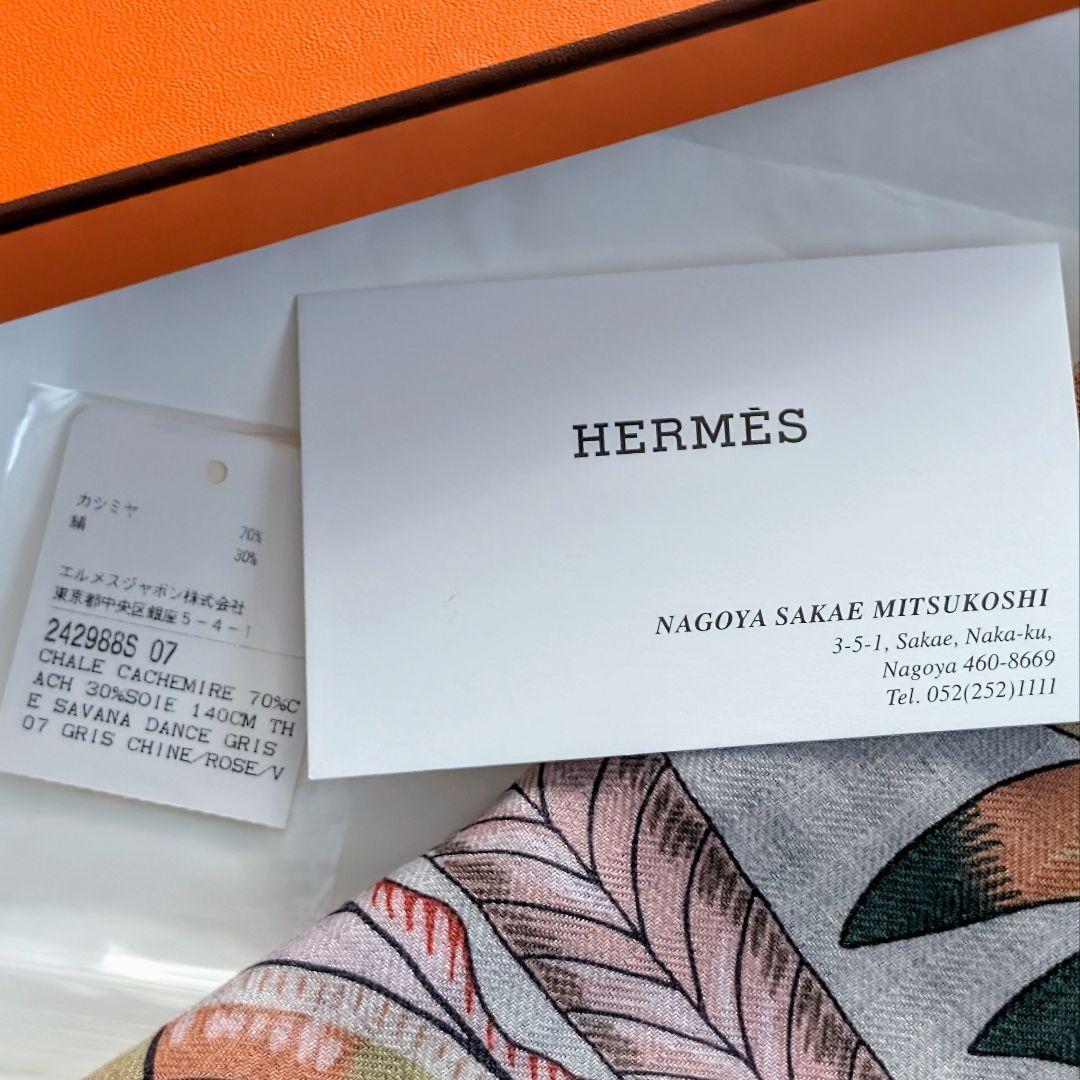 HERMÈS
NAGOYA SAKAE MITSUKOSHI
3-5-1, Sakae, Naka-ku,
Nagoya 460-8669
Tel. 052(252)1111
カシミヤ 70%
絹 30%
エルメスジャポン株式会社
東京都中央区銀座5-4-1
242988S 07
CHALE CACHEMIRE 70%C
ACH 30%SOIE 140CM TH
E SAVANA DANCE GRIS
07 GRIS CHINE/ROSE/V